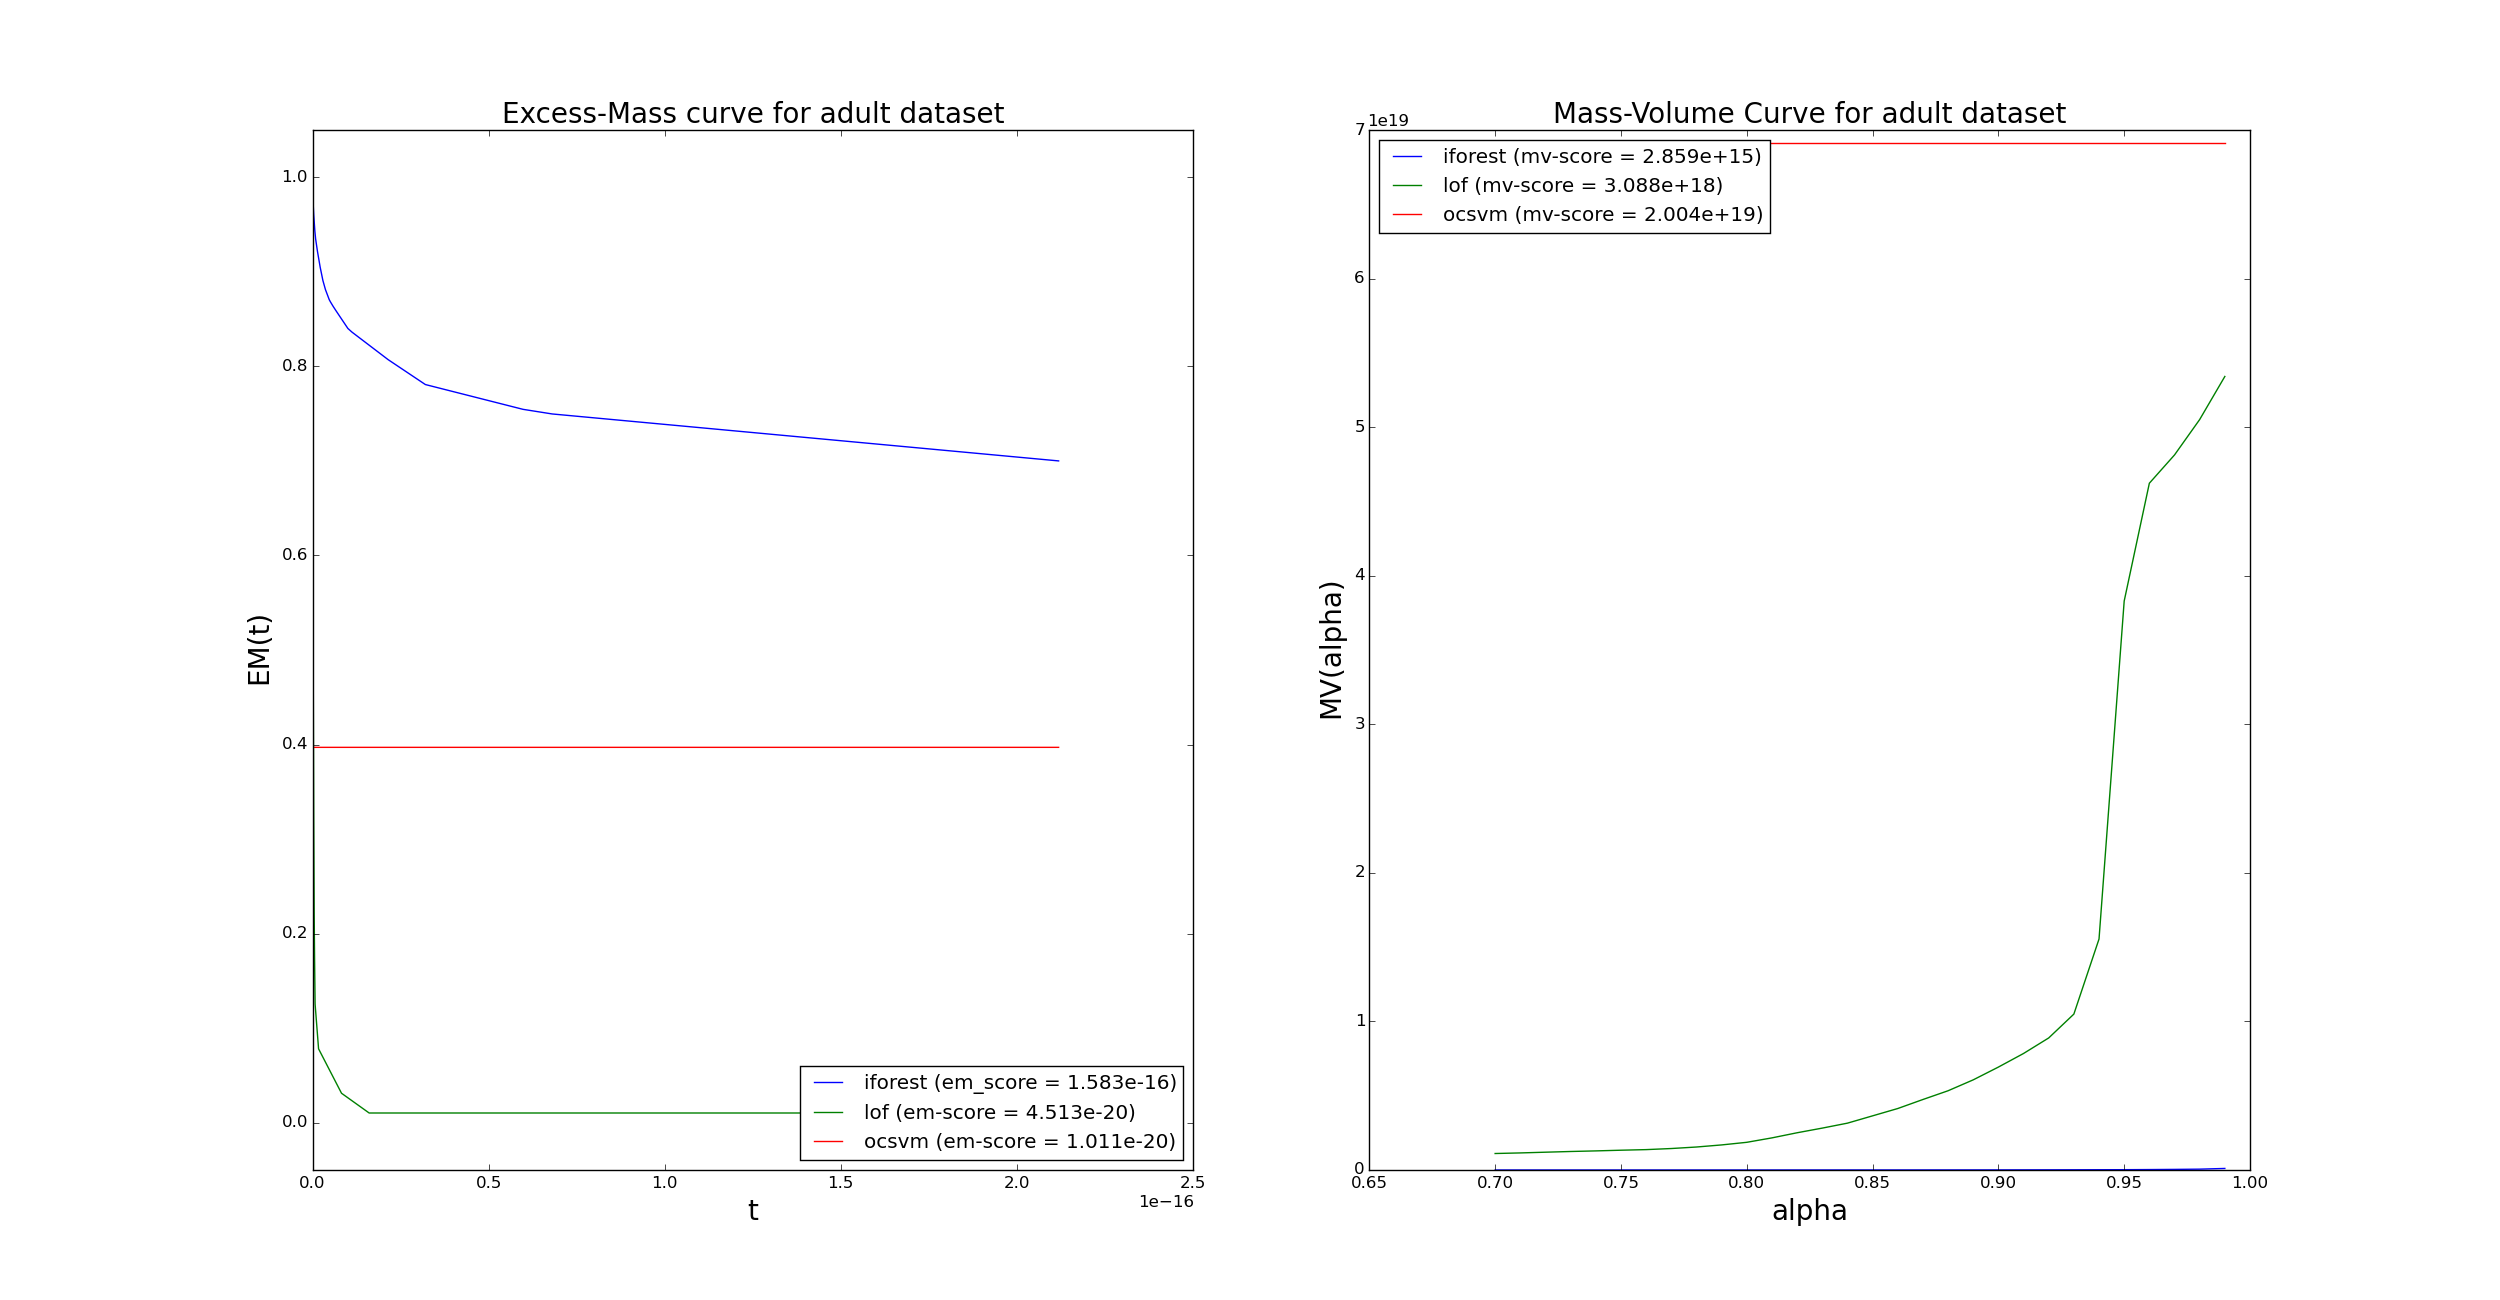 Excess-Mass curve for adult dataset
1.0
0.8
0.6
0.4
0.2
0.0
EM(t)
iforest (em_score = 1.583e-16)
lof (em-score = 4.513e-20)
ocsvm (em-score = 1.011e-20)
0.0 0.5 1.0 1.5 2.0 2.5
1e−16
t
Mass-Volume Curve for adult dataset
1e19
7
6
5
4
3
2
1
0
MV(alpha)
iforest (mv-score = 2.859e+15)
lof (mv-score = 3.088e+18)
ocsvm (mv-score = 2.004e+19)
0.65 0.70 0.75 0.80 0.85 0.90 0.95 1.00
alpha